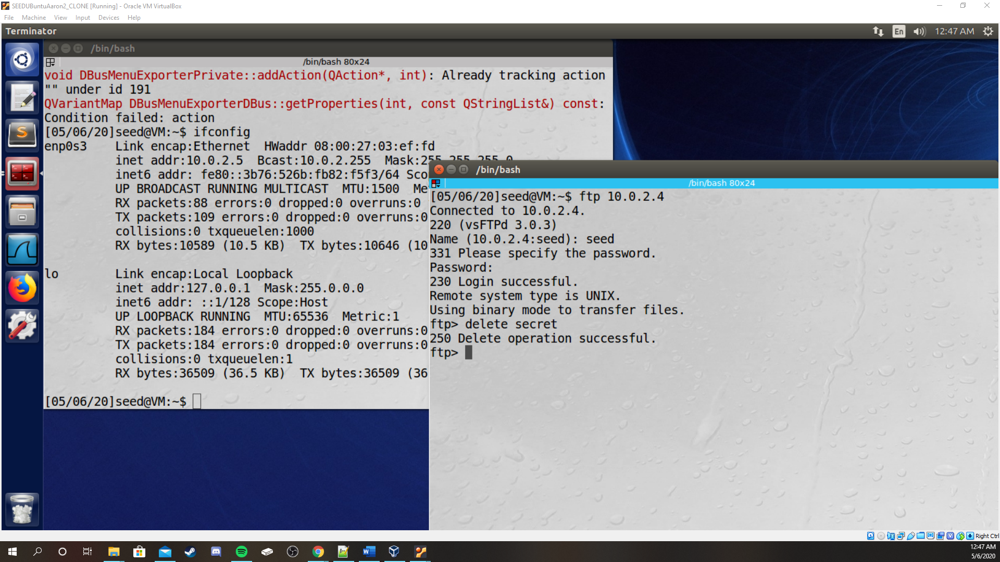 SEEDUBuntuAaron2_CLONE [Running] - Oracle VM VirtualBox
File Machine View Input Devices Help
Terminator
En
12:47 AM
/bin/bash
/bin/bash 80x24
void DBusMenuExporterPrivate::addAction(QAction*, int): Already tracking action
"" under id 191
QVariantMap DBusMenuExporterDBus::getProperties(int, const QStringList&) const:
Condition failed: action
[05/06/20]seed@VM:~$ ifconfig
enp0s3 Link encap:Ethernet HWaddr 08:00:27:03:ef:fd
inet addr:10.0.2.5 Bcast:10.0.2.255 Mask:255.255.255.0
inet6 addr: fe80::3b76:526b:fb82:f5f3/64 Sco
UP BROADCAST RUNNING MULTICAST MTU:1500 Me
RX packets:88 errors:0 dropped:0 overruns:0
TX packets:109 errors:0 dropped:0 overruns:0
collisions:0 txqueuelen:1000
RX bytes:10589 (10.5 KB) TX bytes:10646 (10
lo Link encap:Local Loopback
inet addr:127.0.0.1 Mask:255.0.0.0
inet6 addr: ::1/128 Scope:Host
UP LOOPBACK RUNNING MTU:65536 Metric:1
RX packets:184 errors:0 dropped:0 overruns:0
TX packets:184 errors:0 dropped:0 overruns:0
collisions:0 txqueuelen:1
RX bytes:36509 (36.5 KB) TX bytes:36509 (36
[05/06/20]seed@VM:~$
/bin/bash
/bin/bash 80x24
[05/06/20]seed@VM:~$ ftp 10.0.2.4
Connected to 10.0.2.4.
220 (vsFTPd 3.0.3)
Name (10.0.2.4:seed): seed
331 Please specify the password.
Password:
230 Login successful.
Remote system type is UNIX.
Using binary mode to transfer files.
ftp> delete secret
250 Delete operation successful.
ftp>
Right Ctrl
12:47 AM
5/6/2020